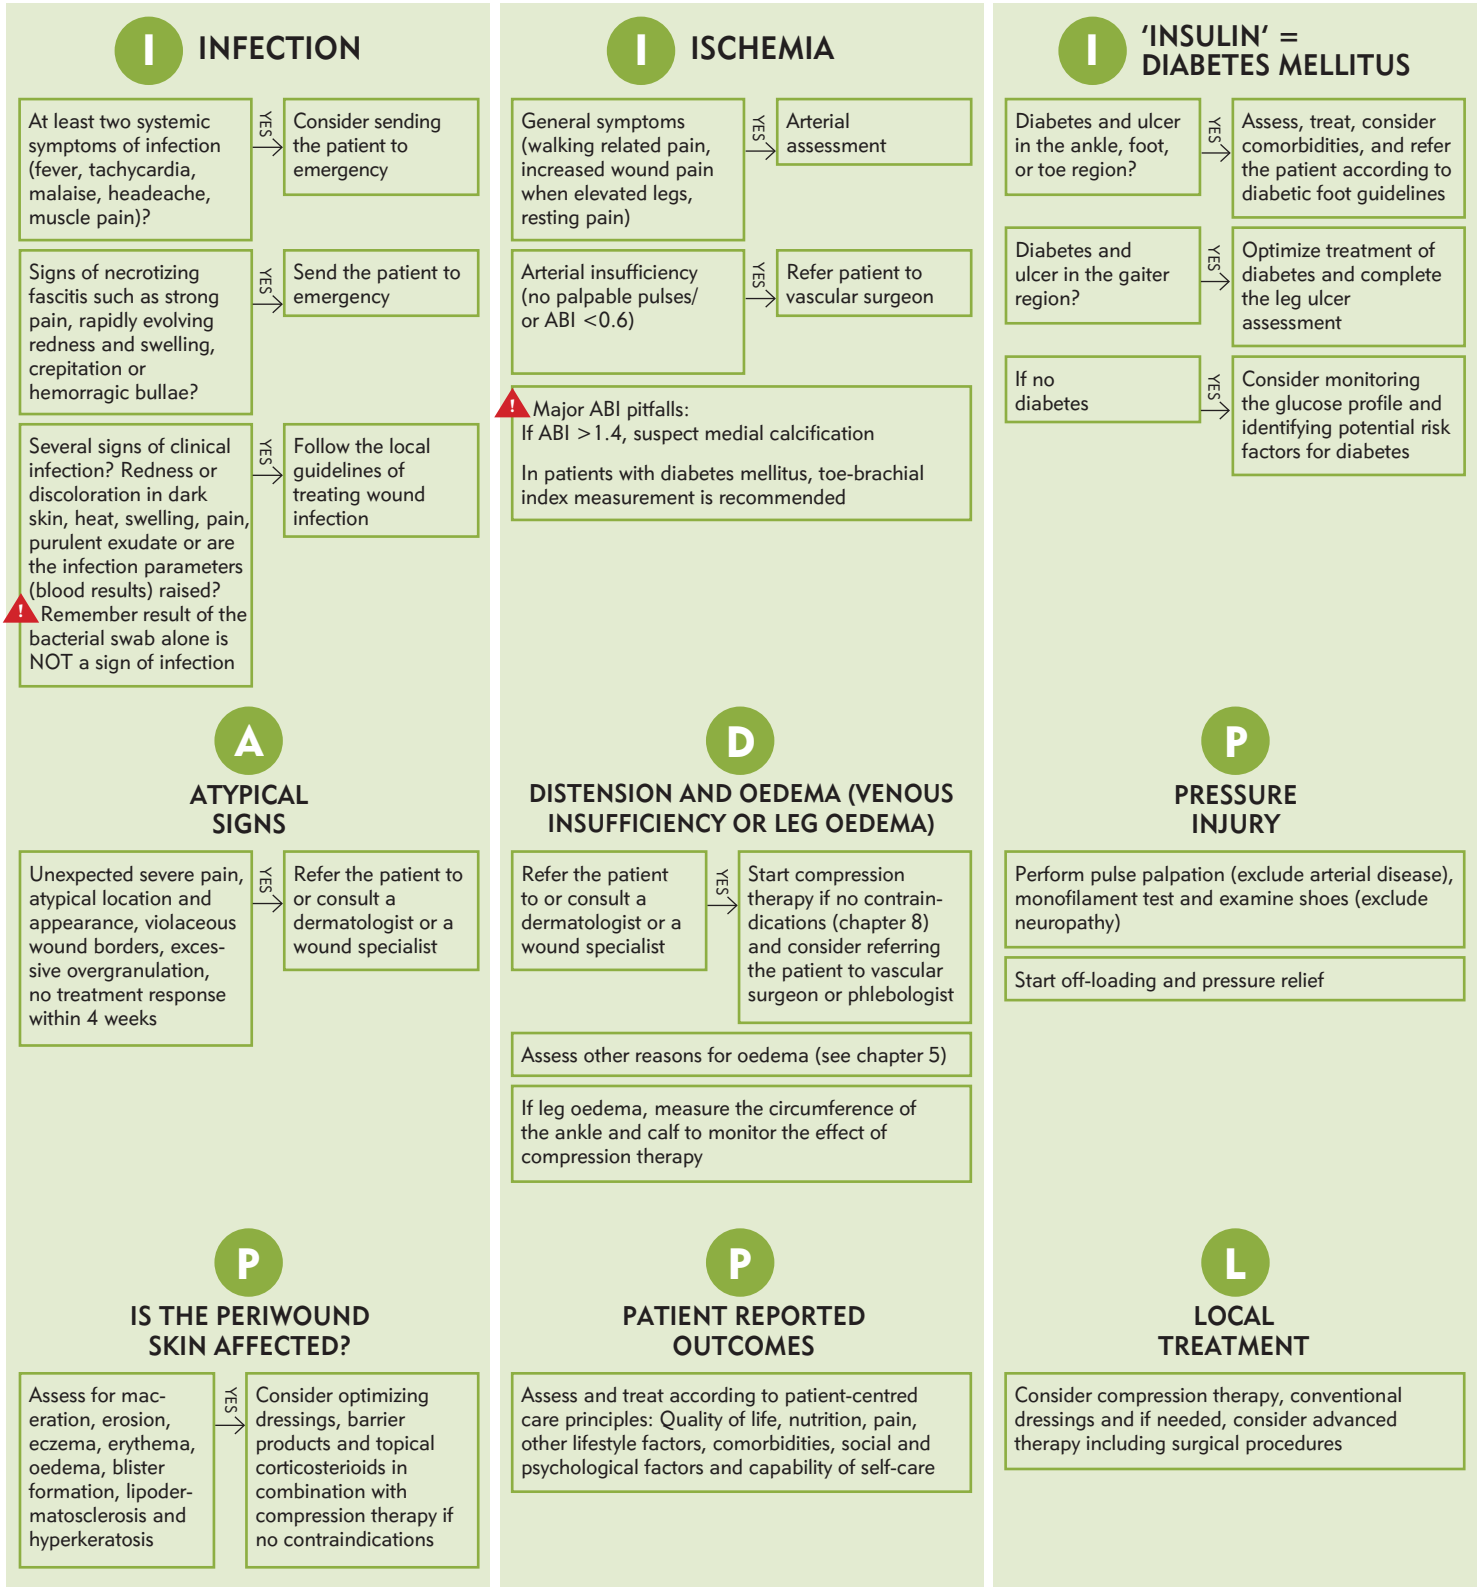 I
INFECTION
At least two systemic
symptoms of infection
(fever, tachycardia,
malaise, headeache,
muscle pain)?
YES
Consider sending
the patient to
emergency
Signs of necrotizing
fascitis such as strong
pain, rapidly evolving
redness and swelling,
crepitation or
hemorragic bullae?
YES
Send the patient to
emergency
Several signs of clinical
infection? Redness or
discoloration in dark
skin, heat, swelling, pain,
purulent exudate or are
the infection parameters
(blood results) raised?
! Remember result of the
bacterial swab alone is
NOT a sign of infection
YES
Follow the local
guidelines of
treating wound
infection
I
ISCHEMIA
General symptoms
(walking related pain,
increased wound pain
when elevated legs,
resting pain)
YES
Arterial
assessment
Arterial insufficiency
(no palpable pulses/
or ABI <0.6)
YES
Refer patient to
vascular surgeon
! Major ABI pitfalls:
If ABI >1.4, suspect medial calcification
In patients with diabetes mellitus, toe-brachial
index measurement is recommended
I
‘INSULIN‘ =
DIABETES MELLITUS
Diabetes and ulcer
in the ankle, foot,
or toe region?
YES
Assess, treat, consider
comorbidities, and refer
the patient according to
diabetic foot guidelines
Diabetes and
ulcer in the gaiter
region?
YES
Optimize treatment of
diabetes and complete
the leg ulcer
assessment
If no
diabetes
YES
Consider monitoring
the glucose profile and
identifying potential risk
factors for diabetes
A
ATYPICAL
SIGNS
Unexpected severe pain,
atypical location and
appearance, violaceous
wound borders, exces-
sive overgranulation,
no treatment response
within 4 weeks
YES
Refer the patient to
or consult a
dermatologist or a
wound specialist
D
DISTENSION AND OEDEMA (VENOUS
INSUFFICIENCY OR LEG OEDEMA)
Refer the patient
to or consult a
dermatologist or a
wound specialist
YES
Start compression
therapy if no contrain-
dications (chapter 8)
and consider referring
the patient to vascular
surgeon or phlebologist
Assess other reasons for oedema (see chapter 5)
If leg oedema, measure the circumference of
the ankle and calf to monitor the effect of
compression therapy
P
PRESSURE
INJURY
Perform pulse palpation (exclude arterial disease),
monofilament test and examine shoes (exclude
neuropathy)
Start off-loading and pressure relief
P
IS THE PERIWOUND
SKIN AFFECTED?
Assess for mac-
eration, erosion,
eczema, erythema,
oedema, blister
formation, lipoder-
matosclerosis and
hyperkeratosis
YES
Consider optimizing
dressings, barrier
products and topical
corticosterioids in
combination with
compression therapy if
no contraindications
P
PATIENT REPORTED
OUTCOMES
Assess and treat according to patient-centred
care principles: Quality of life, nutrition, pain,
other lifestyle factors, comorbidities, social and
psychological factors and capability of self-care
L
LOCAL
TREATMENT
Consider compression therapy, conventional
dressings and if needed, consider advanced
therapy including surgical procedures